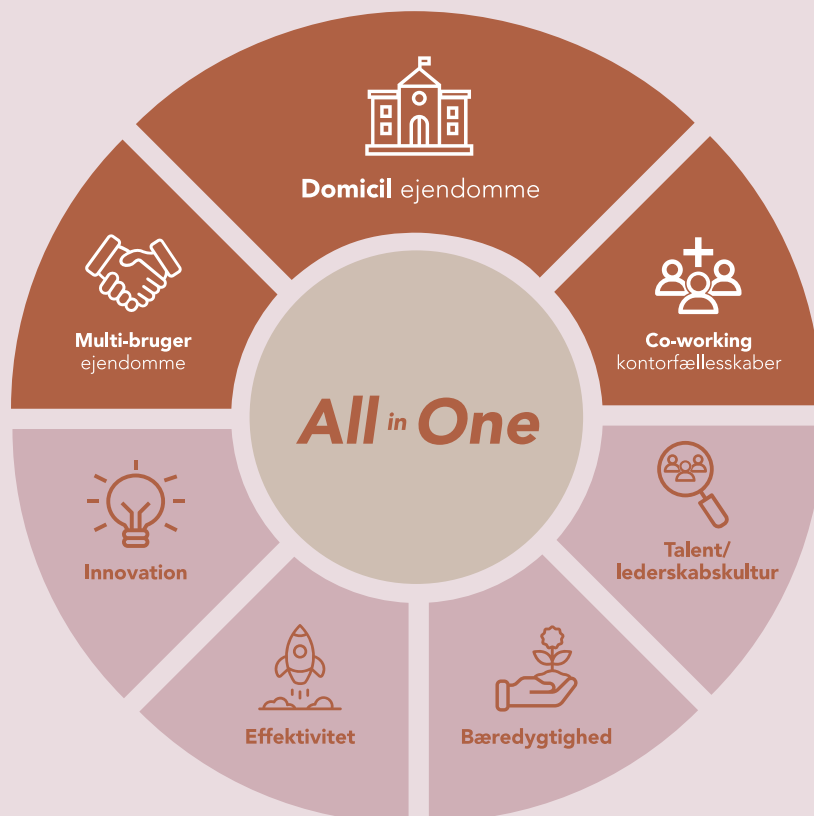 Domicil ejendomme
Multi-bruger
ejendomme
Co-working
kontorfællesskaber
All in One
Innovation
Talent/
lederskabskultur
Effektivitet
Bæredygtighed